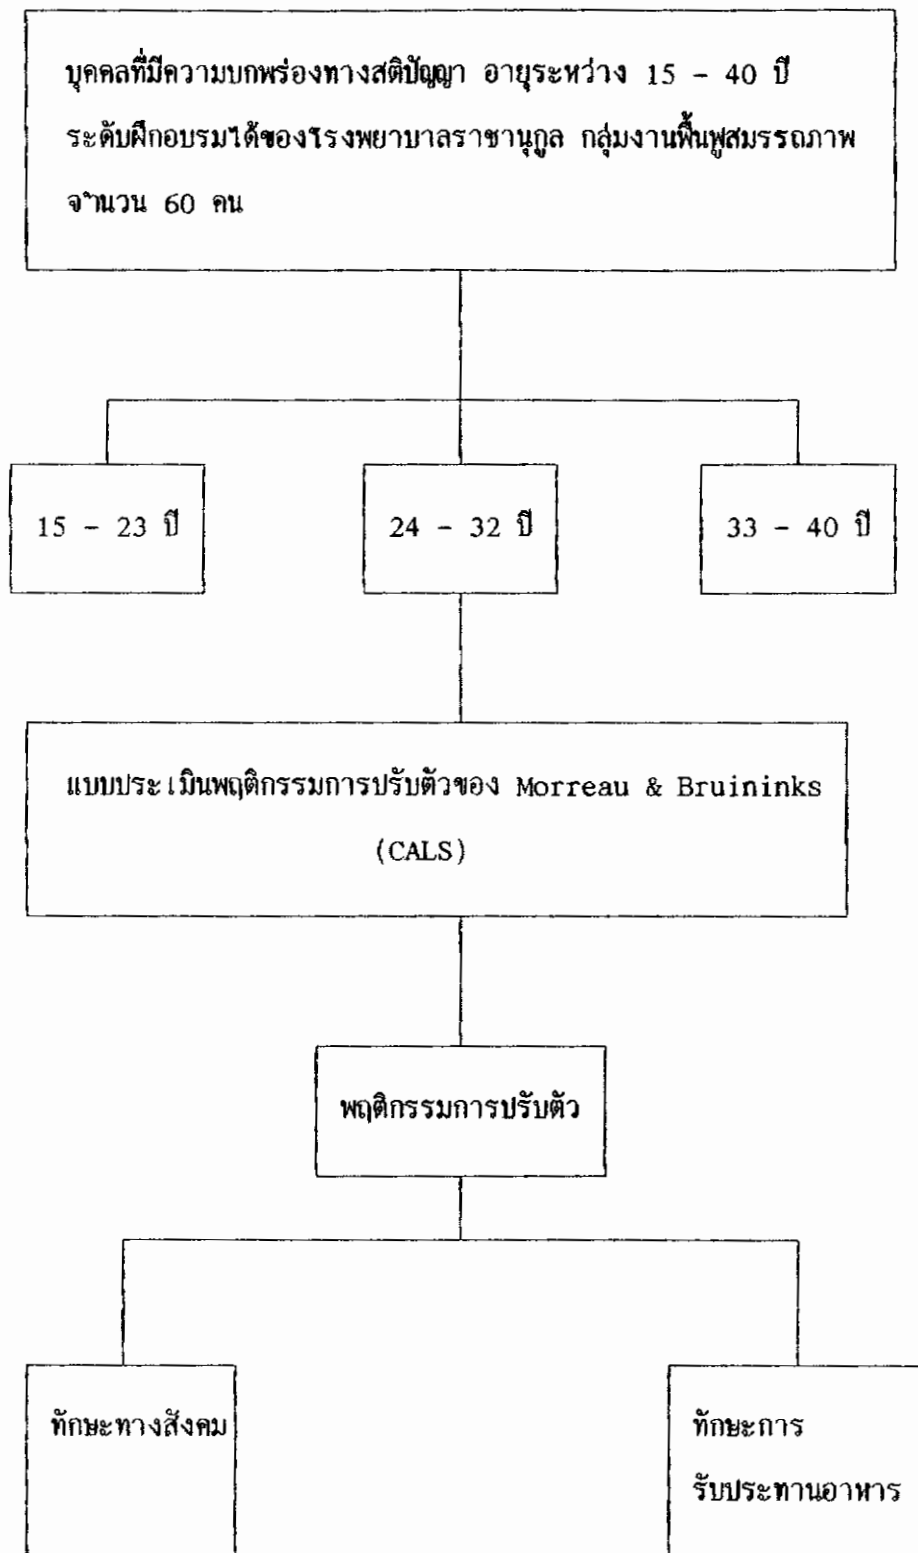 บุคคลที่มีความบกพร่องทางสติปัญญา อายุระหว่าง 15 - 40 ปี
ระดับฝึกอบรมได้ของโรงพยาบาลราชานุกูล กลุ่มงานฟื้นฟูสมรรถภาพ
จำนวน 60 คน
15 - 23 ปี
24 - 32 ปี
33 - 40 ปี
แบบประเมินพฤติกรรมการปรับตัวของ Morreau & Bruininks
(CALS)
พฤติกรรมการปรับตัว
ทักษะทางสังคม
ทักษะการ
รับประทานอาหาร